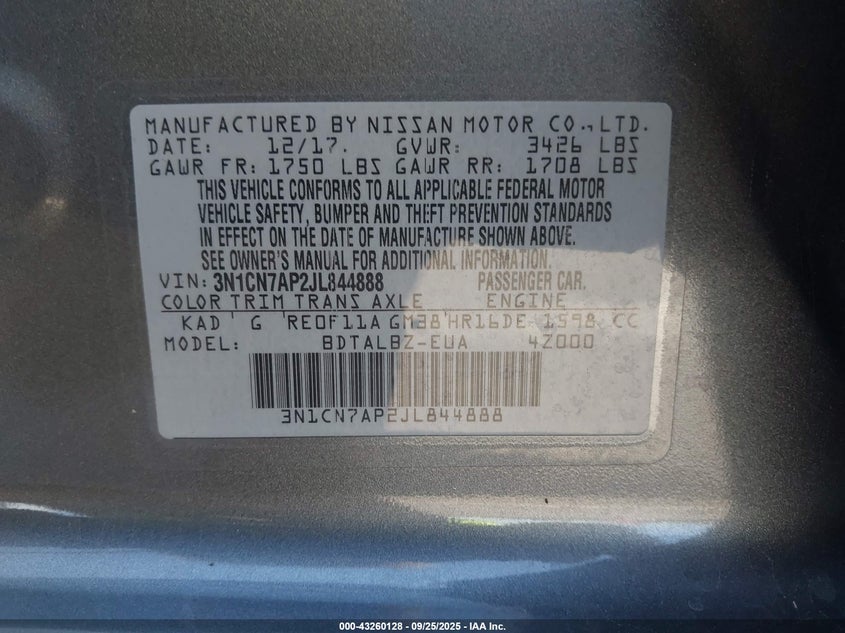 MANUFACTURED BY NISSAN MOTOR CO., LTD.
DATE: 12/17. GVWR: 3426 LBS
GAWR FR: 1750 LBS GAWR RR: 1708 LBS
THIS VEHICLE CONFORMS TO ALL APPLICABLE FEDERAL MOTOR
VEHICLE SAFETY, BUMPER AND THEFT PREVENTION STANDARDS
IN EFFECT ON THE DATE OF MANUFACTURE SHOWN ABOVE.
SEE OWNER'S MANUAL FOR ADDITIONAL INFORMATION.
VIN: 3N1CN7AP2JL844888 PASSENGER CAR.
COLOR TRIM TRANS AXLE ENGINE
KAD G RE0F11A GM38 HR16DE 1598 CC
MODEL: BDTALBZ-EUA 4Z000
3N1CN7AP2JL844888
000-43260128 - 09/25/2025 - IAA Inc.